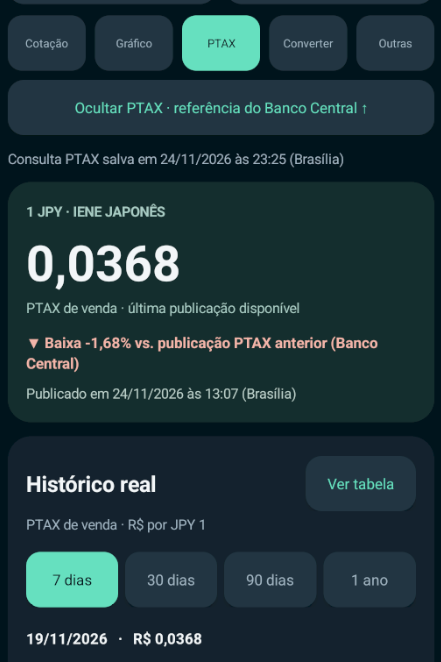 Cotação
Gráfico
PTAX
Converter
Outras
Ocultar PTAX · referência do Banco Central ↑
Consulta PTAX salva em 24/11/2026 às 23:25 (Brasília)
1 JPY · IENE JAPONÊS
0,0368
PTAX de venda · última publicação disponível
▼ Baixa -1,68% vs. publicação PTAX anterior (Banco
Central)
Publicado em 24/11/2026 às 13:07 (Brasília)
Histórico real
Ver tabela
PTAX de venda · R$ por JPY 1
7 dias
30 dias
90 dias
1 ano
19/11/2026 · R$ 0,0368